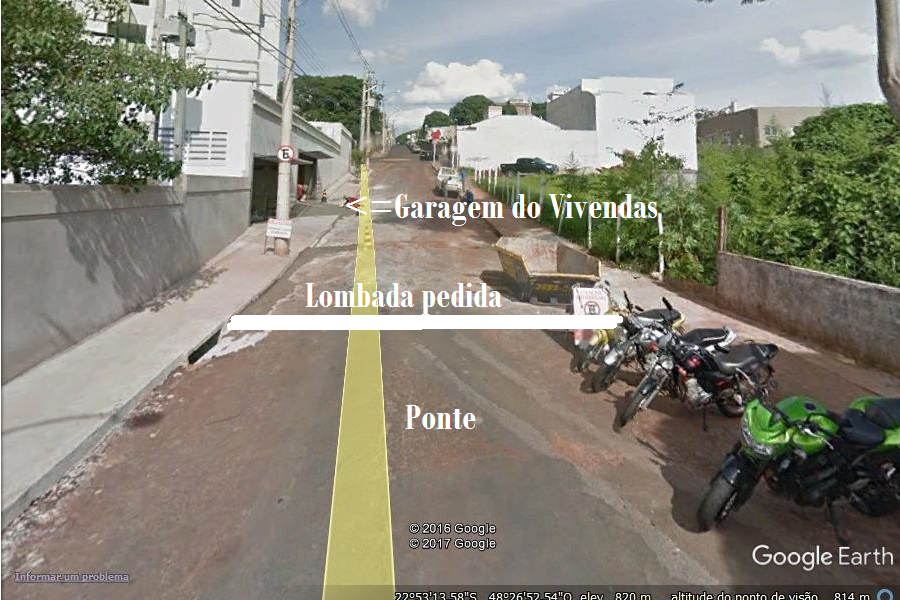 <=Garagem do Vivendas
Lombada pedida
Ponte
© 2016 Google
© 2017 Google
Google Earth
Informar um problema
22°53'13.58"S 48°26'52.54"O elev 820 m altitude do ponto de visão 814 m